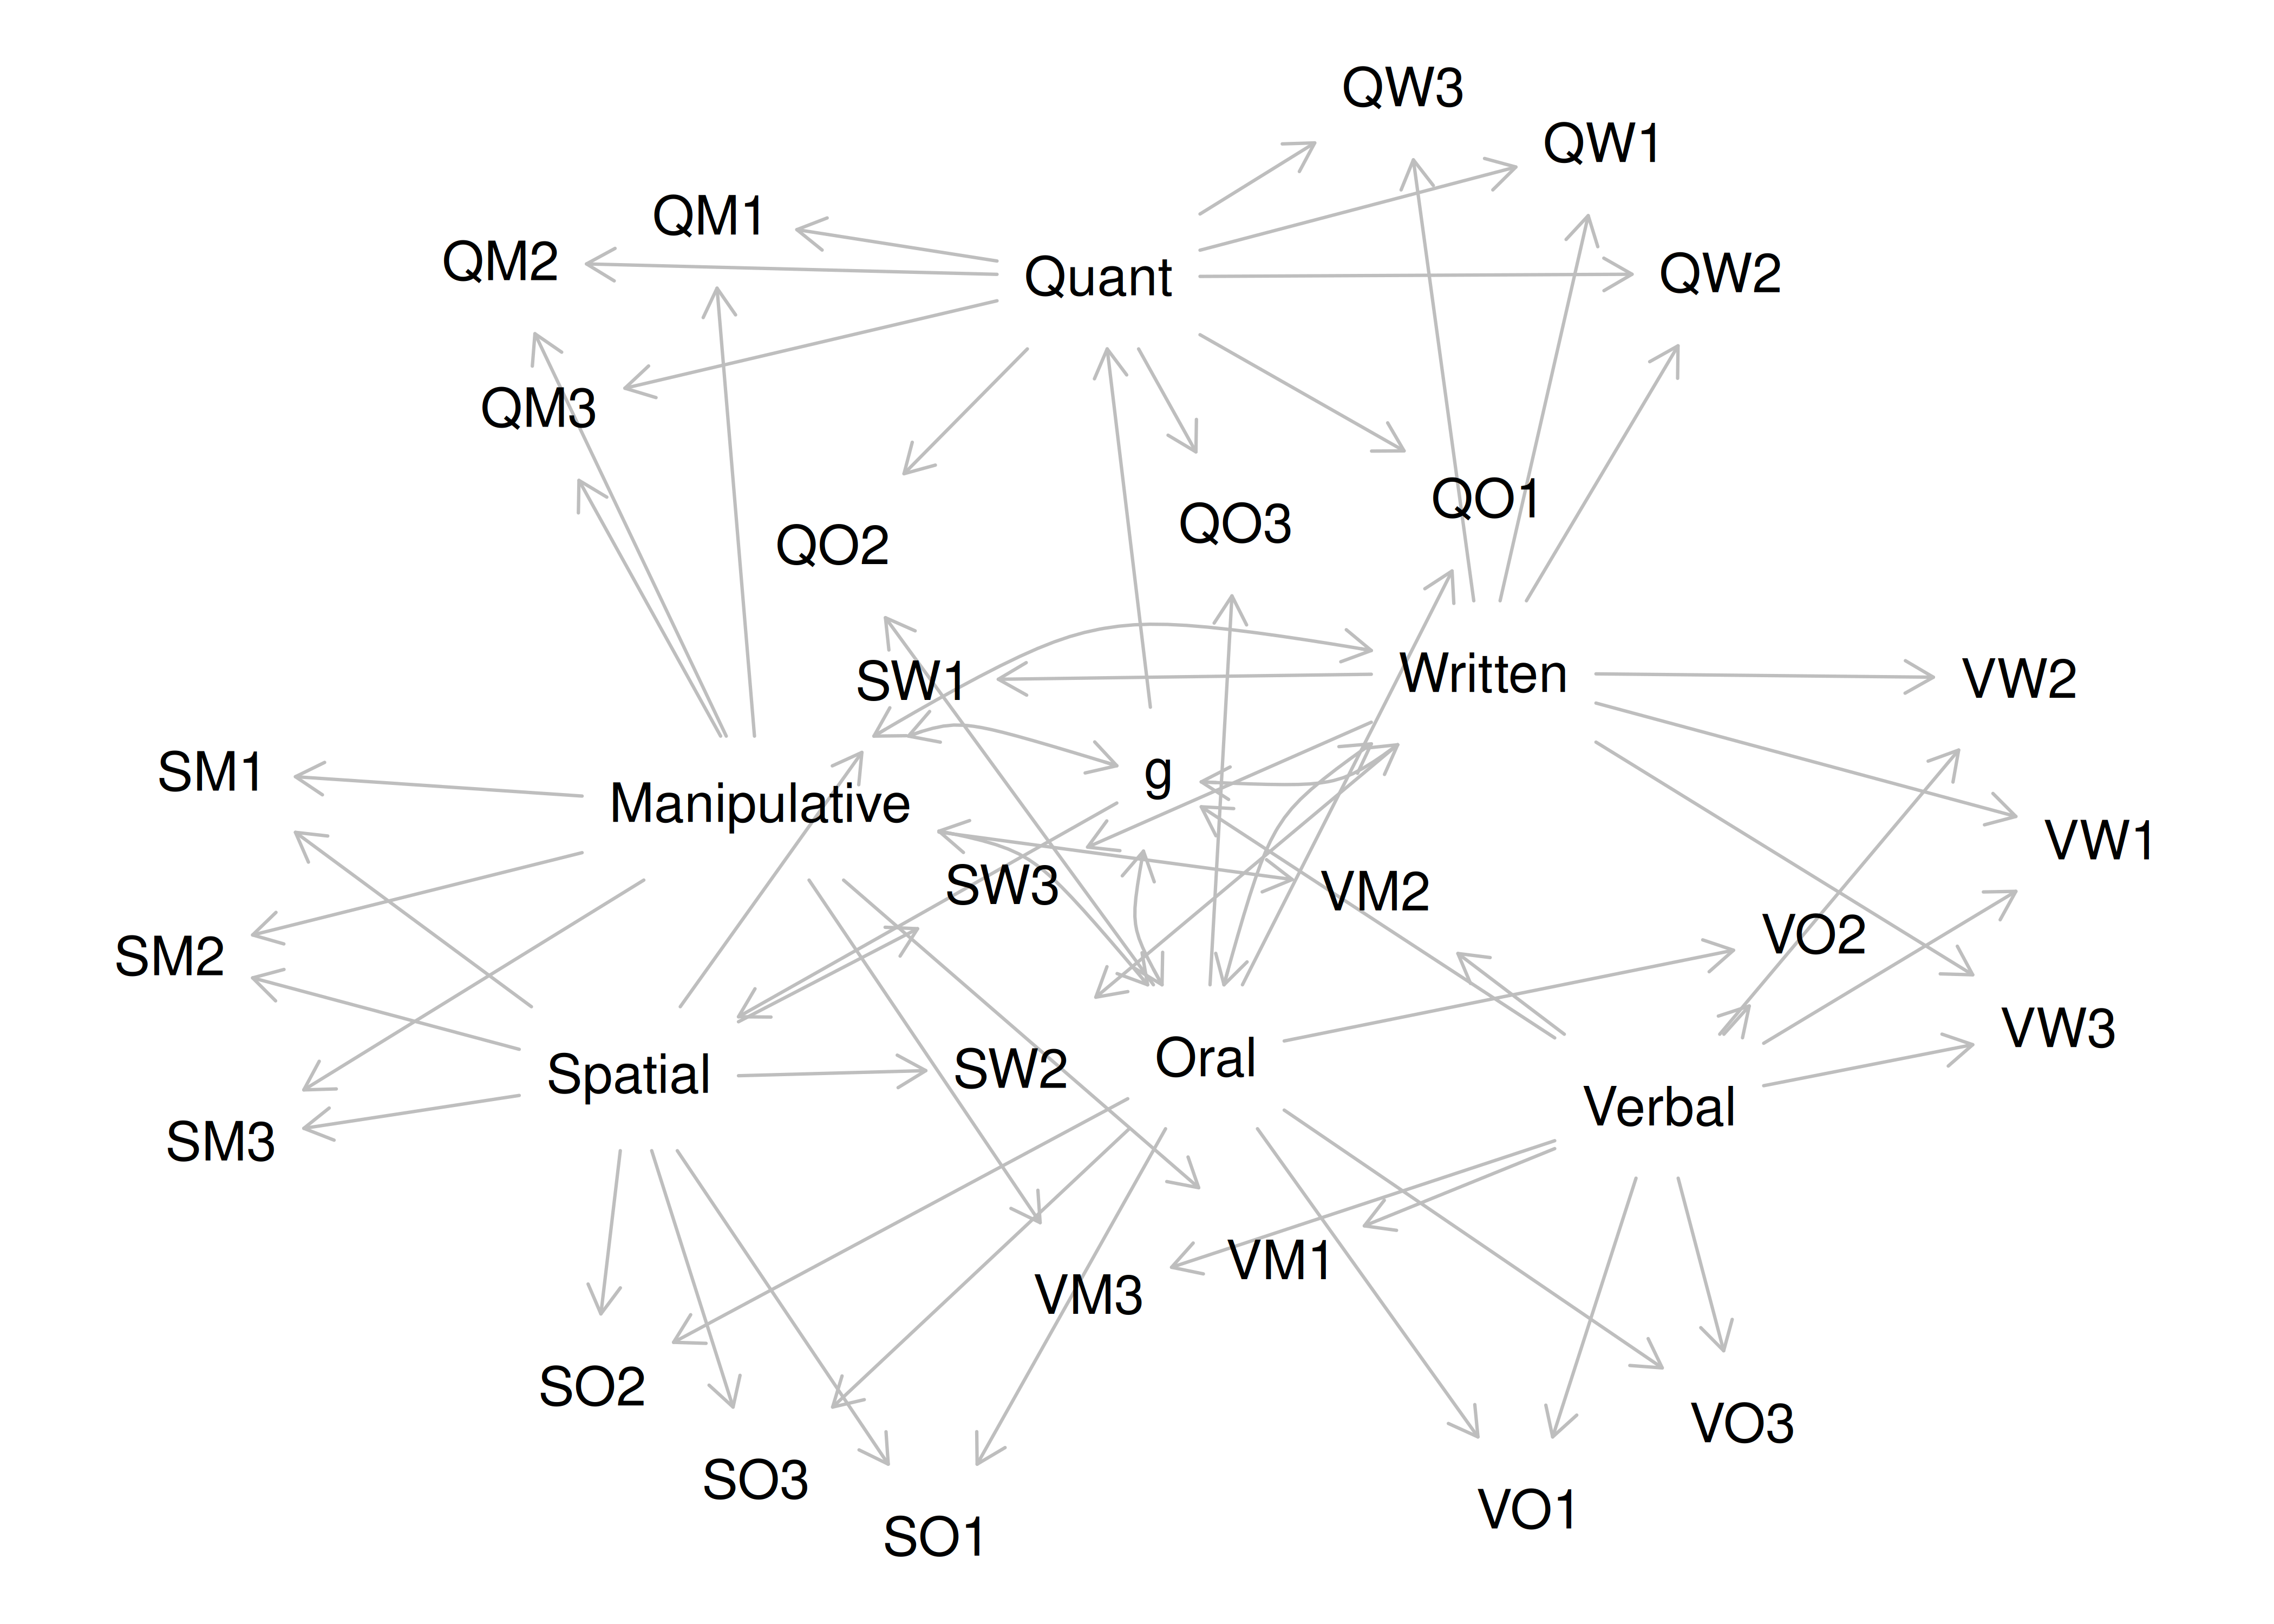 QW3
QW1
QM1
QM2
Quant
QW2
QM3
QO1
QO3
QO2
SW1
Written
VW2
SM1
g
Manipulative
VW1
SW3
VM2
VO2
SM2
VW3
Spatial
SW2
Oral
Verbal
SM3
VM1
VM3
SO2
VO3
SO3
VO1
SO1